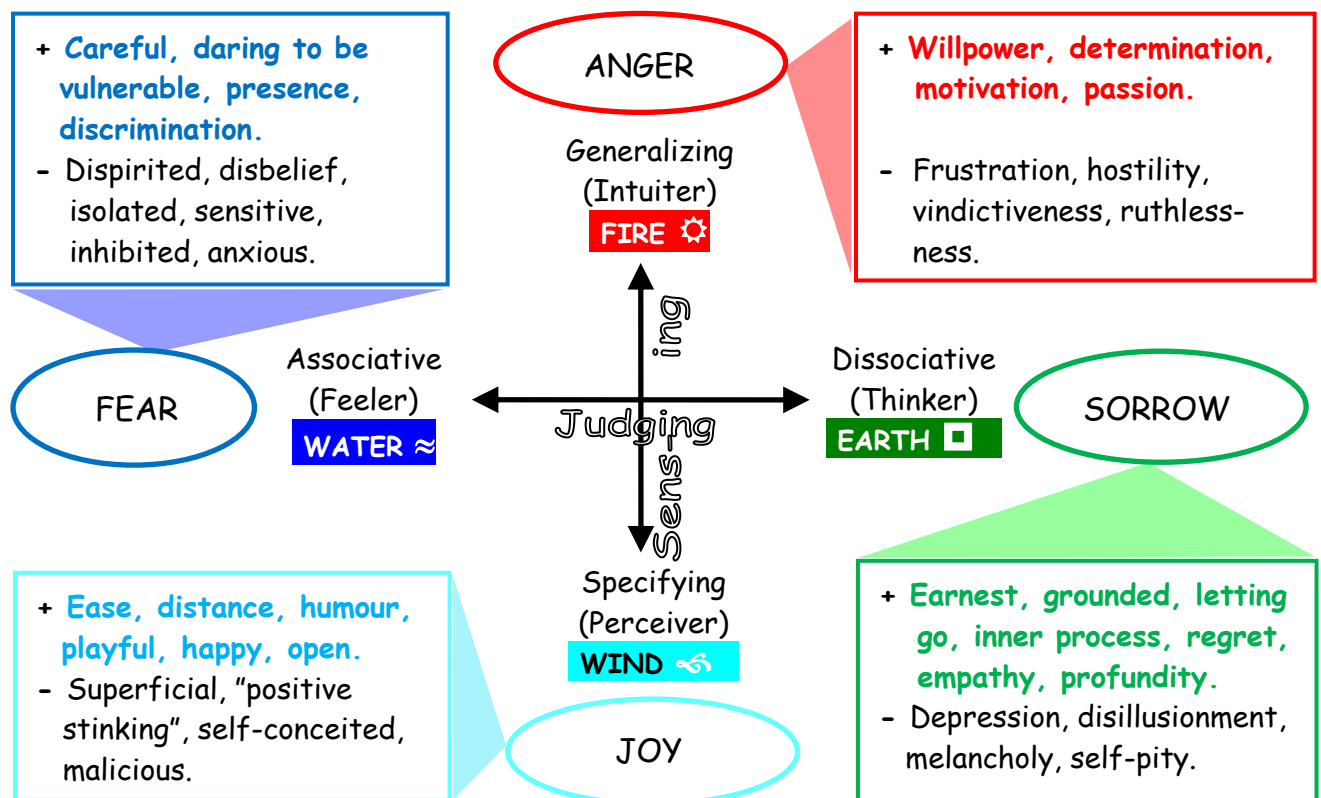 + Careful, daring to be
vulnerable, presence,
discrimination.
- Dispirited, disbelief,
isolated, sensitive,
inhibited, anxious.
ANGER
+ Willpower, determination,
motivation, passion.
- Frustration, hostility,
vindictiveness, ruthless-
ness.
Generalizing
(Intuiter)
FIRE
FEAR
Associative
(Feeler)
WATER ≈
Judging
Sens-
ing
Dissociative
(Thinker)
EARTH
SORROW
Specifying
(Perceiver)
WIND
JOY
+ Ease, distance, humour,
playful, happy, open.
- Superficial, "positive
stinking", self-conceited,
malicious.
+ Earnest, grounded, letting
go, inner process, regret,
empathy, profundity.
- Depression, disillusionment,
melancholy, self-pity.